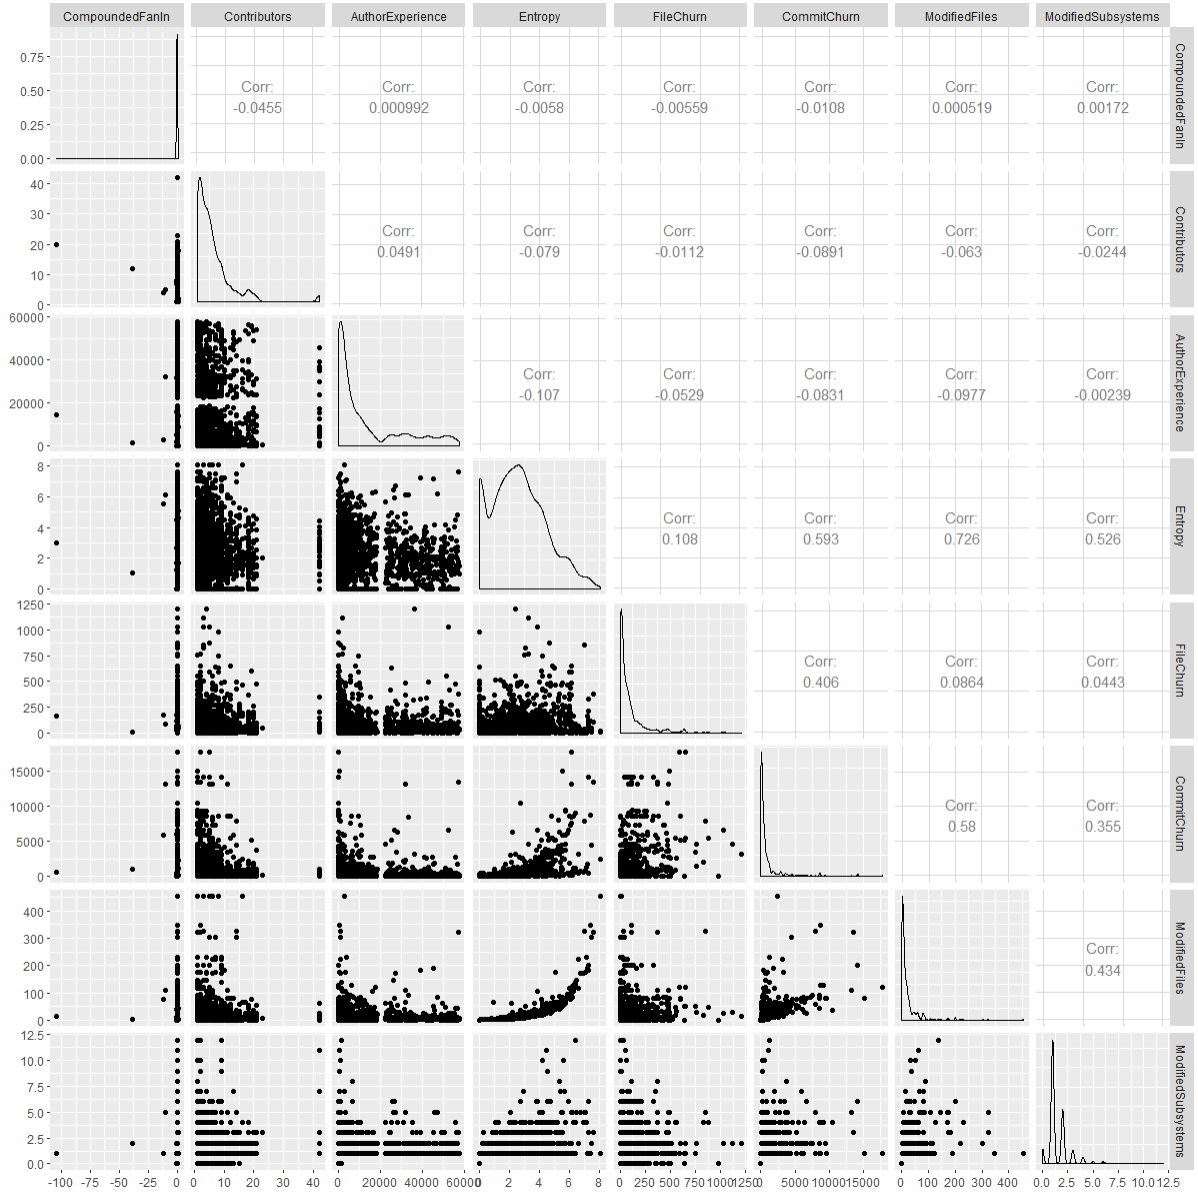 CompoundedFanIn Contributors AuthorExperience Entropy FileChurn CommitChurn ModifiedFiles ModifiedSubsystems
0.75
0.50
0.25
0.00
Corr: Corr: Corr: Corr: Corr: Corr: Corr:
-0.0455 0.000992 -0.0058 -0.00559 -0.0108 0.000519 0.00172
CompoundedFanIn
40
30
20
10
0
Corr: Corr: Corr: Corr: Corr: Corr:
0.0491 -0.079 -0.0112 -0.0891 -0.063 -0.0244
Contributors
60000
40000
20000
0
Corr: Corr: Corr: Corr: Corr:
-0.107 -0.0529 -0.0831 -0.0977 -0.00239
AuthorExperience
8
6
4
2
0
Corr: Corr: Corr: Corr:
0.108 0.593 0.726 0.526
Entropy
1250
1000
750
500
250
0
Corr: Corr: Corr:
0.406 0.0864 0.0443
FileChurn
15000
10000
5000
0
Corr: Corr:
0.58 0.355
CommitChurn
400
300
200
100
0
Corr:
0.434
ModifiedFiles
12.5
10.0
7.5
5.0
2.5
0.0
ModifiedSubsystems
-100 -75 -50 -25 0 0 10 20 30 40 0 20000 40000 60000 0 2 4 6 8 0 250 500 750 1000 1250 0 5000 10000 15000 0 100 200 300 400 0.0 2.5 5.0 7.5 10.0 12.5